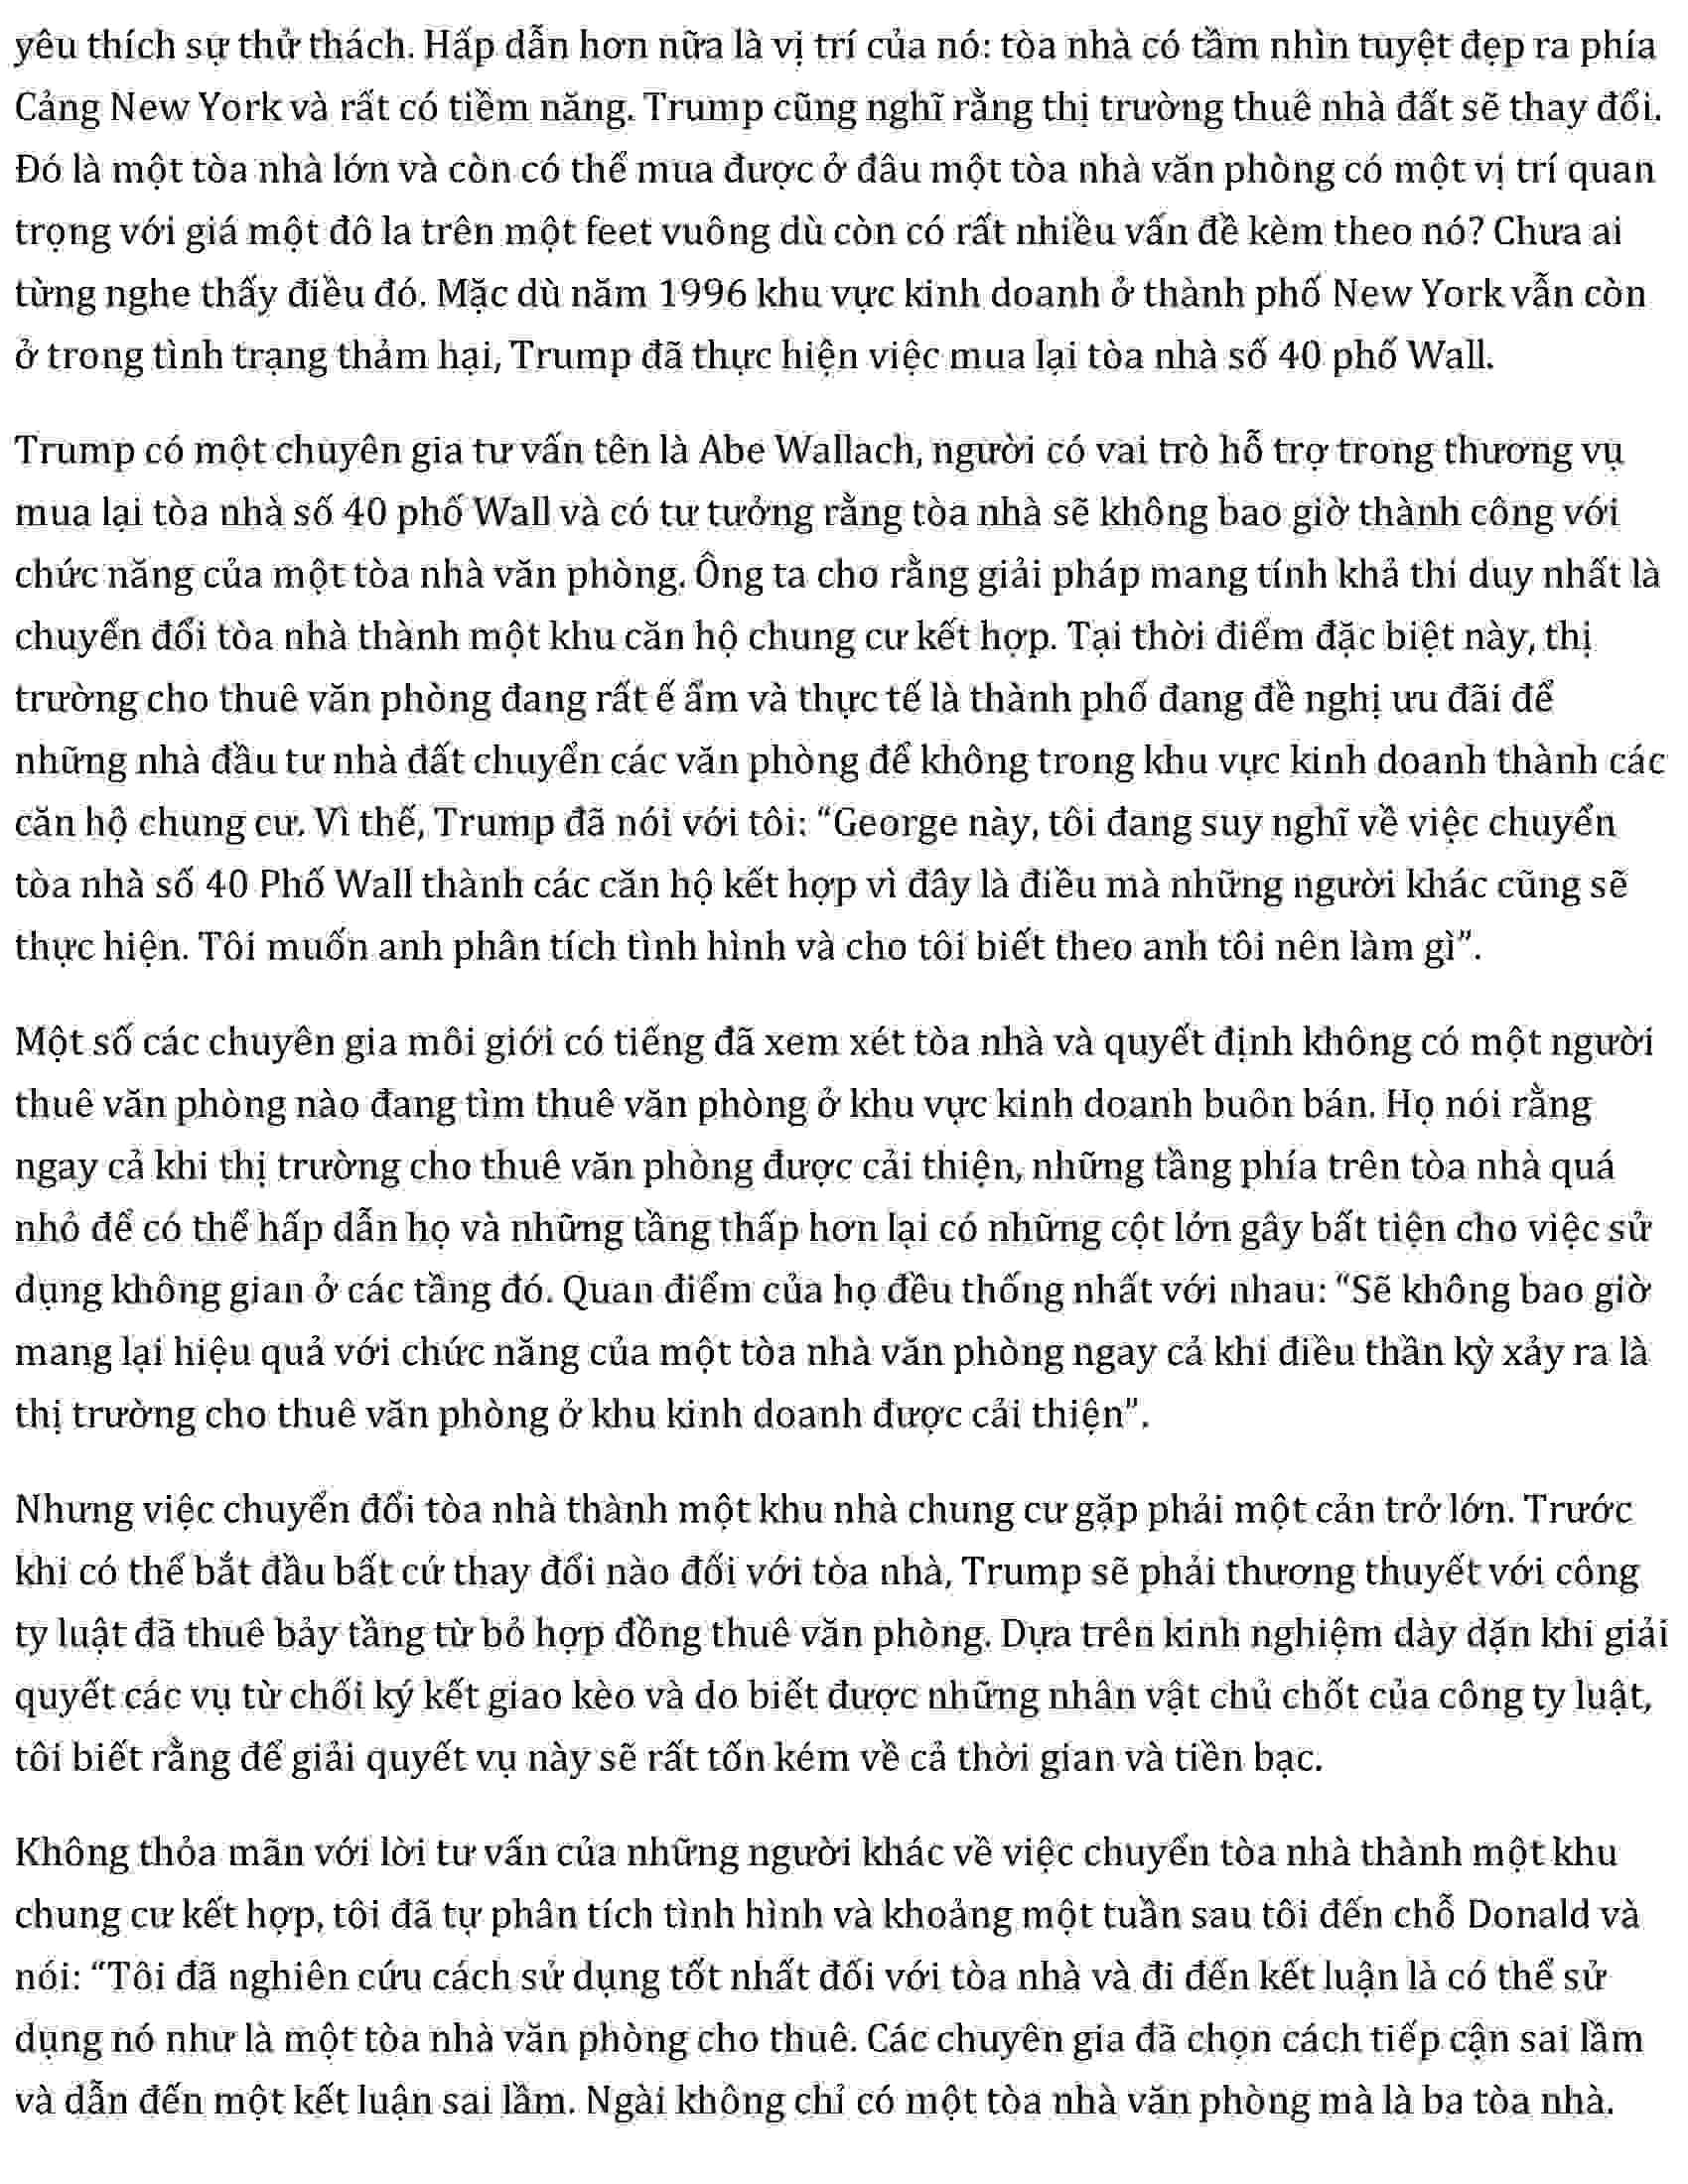 yêu thích sự thử thách. Hấp dẫn hơn nữa là vị trí của nó: tòa nhà có tầm nhìn tuyệt đẹp ra phía
Cảng New York và rất có tiềm năng. Trump cũng nghĩ rằng thị trường thuê nhà đất sẽ thay đổi.
Đó là một tòa nhà lớn và còn có thể mua được ở đâu một tòa nhà văn phòng có một vị trí quan
trọng với giá một đô la trên một feet vuông dù còn có rất nhiều vấn đề kèm theo nó? Chưa ai
từng nghe thấy điều đó. Mặc dù năm 1996 khu vực kinh doanh ở thành phố New York vẫn còn
ở trong tình trạng thảm hại, Trump đã thực hiện việc mua lại tòa nhà số 40 phố Wall.
Trump có một chuyên gia tư vấn tên là Abe Wallach, người có vai trò hỗ trợ trong thương vụ
mua lại tòa nhà số 40 phố Wall và có tư tưởng rằng tòa nhà sẽ không bao giờ thành công với
chức năng của một tòa nhà văn phòng. Ông ta cho rằng giải pháp mang tính khả thi duy nhất là
chuyển đổi tòa nhà thành một khu căn hộ chung cư kết hợp. Tại thời điểm đặc biệt này, thị
trường cho thuê văn phòng đang rất ế ẩm và thực tế là thành phố đang đề nghị ưu đãi để
những nhà đầu tư nhà đất chuyển các văn phòng để không trong khu vực kinh doanh thành các
căn hộ chung cư. Vì thế, Trump đã nói với tôi: “George này, tôi đang suy nghĩ về việc chuyển
tòa nhà số 40 Phố Wall thành các căn hộ kết hợp vì đây là điều mà những người khác cũng sẽ
thực hiện. Tôi muốn anh phân tích tình hình và cho tôi biết theo anh tôi nên làm gì”.
Một số các chuyên gia môi giới có tiếng đã xem xét tòa nhà và quyết định không có một người
thuê văn phòng nào đang tìm thuê văn phòng ở khu vực kinh doanh buôn bán. Họ nói rằng
ngay cả khi thị trường cho thuê văn phòng được cải thiện, những tầng phía trên tòa nhà quá
nhỏ để có thể hấp dẫn họ và những tầng thấp hơn lại có những cột lớn gây bất tiện cho việc sử
dụng không gian ở các tầng đó. Quan điểm của họ đều thống nhất với nhau: “Sẽ không bao giờ
mang lại hiệu quả với chức năng của một tòa nhà văn phòng ngay cả khi điều thần kỳ xảy ra là
thị trường cho thuê văn phòng ở khu kinh doanh được cải thiện”.
Nhưng việc chuyển đổi tòa nhà thành một khu nhà chung cư gặp phải một cản trở lớn. Trước
khi có thể bắt đầu bất cứ thay đổi nào đối với tòa nhà, Trump sẽ phải thương thuyết với công
ty luật đã thuê bảy tầng từ bỏ hợp đồng thuê văn phòng. Dựa trên kinh nghiệm dày dặn khi giải
quyết các vụ từ chối ký kết giao kèo và do biết được những nhân vật chủ chốt của công ty luật,
tôi biết rằng để giải quyết vụ này sẽ rất tốn kém về cả thời gian và tiền bạc.
Không thỏa mãn với lời tư vấn của những người khác về việc chuyển tòa nhà thành một khu
chung cư kết hợp, tôi đã tự phân tích tình hình và khoảng một tuần sau tôi đến chỗ Donald và
nói: “Tôi đã nghiên cứu cách sử dụng tốt nhất đối với tòa nhà và đi đến kết luận là có thể sử
dụng nó như là một tòa nhà văn phòng cho thuê. Các chuyên gia đã chọn cách tiếp cận sai lầm
và dẫn đến một kết luận sai lầm. Ngài không chỉ có một tòa nhà văn phòng mà là ba tòa nhà.